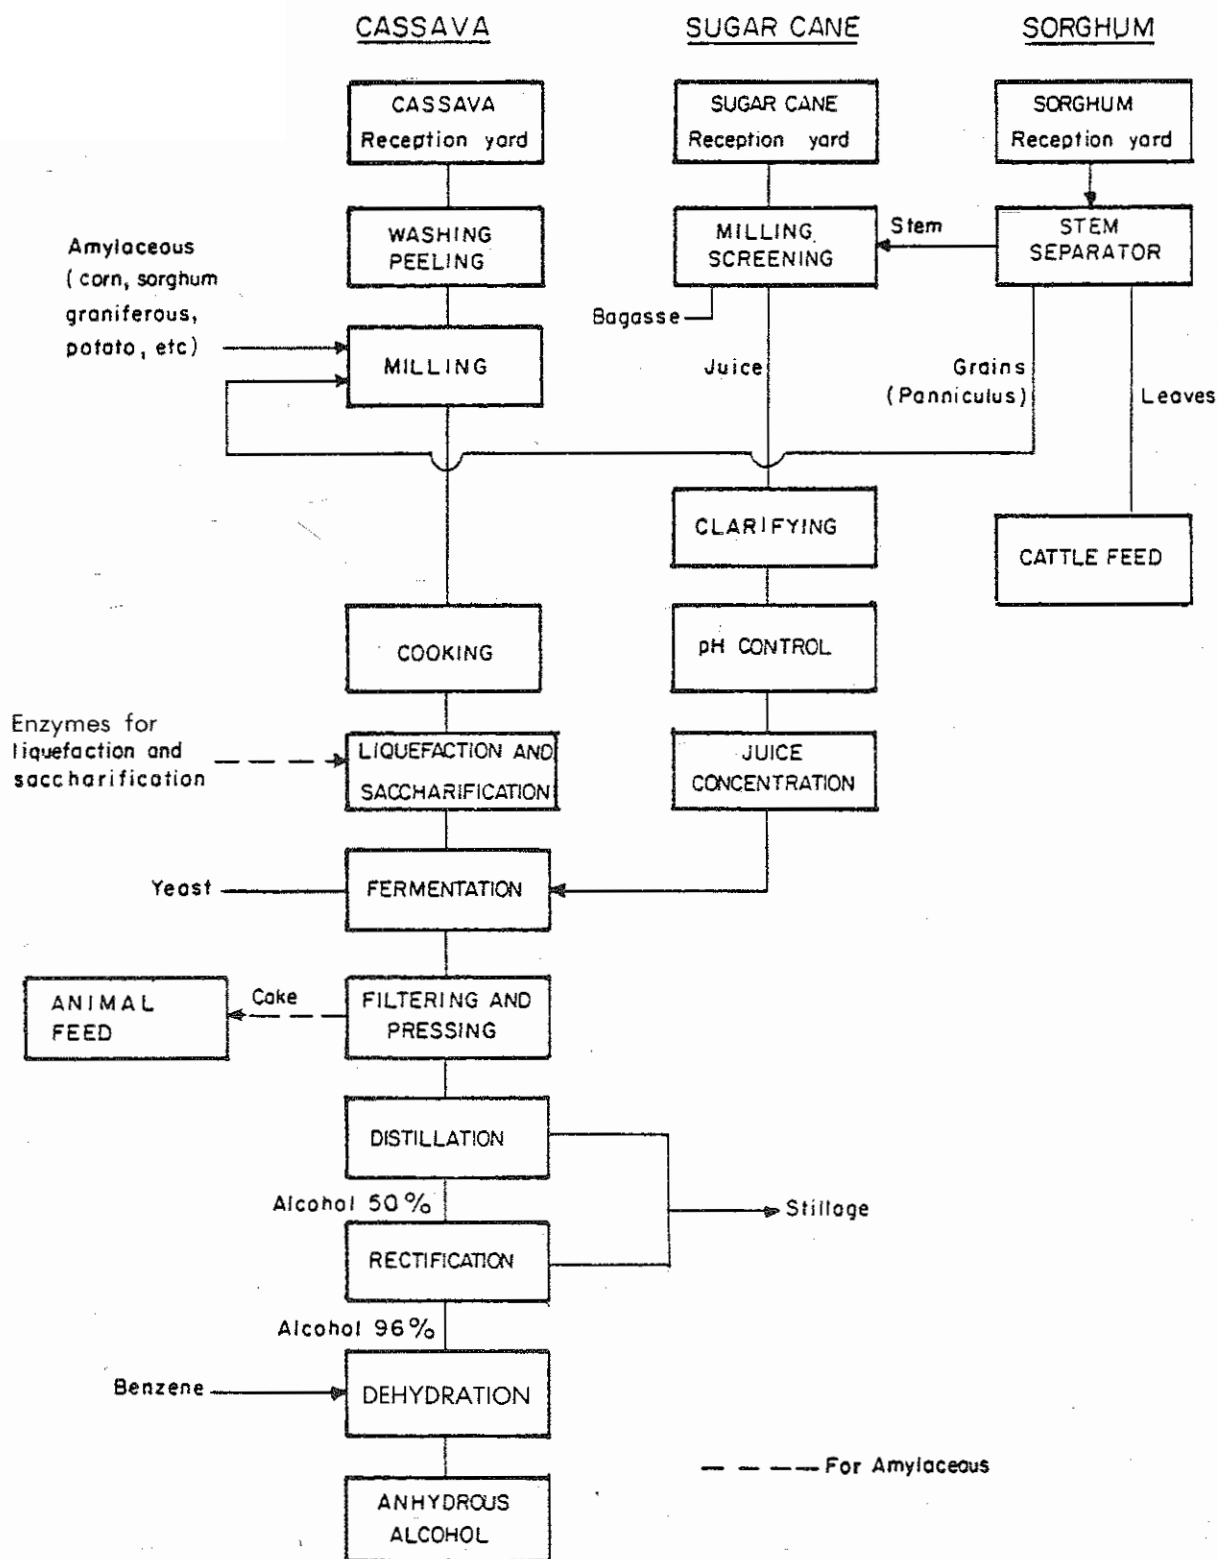 CASSAVA
SUGAR CANE
SORGHUM
CASSAVA
Reception yard
SUGAR CANE
Reception yard
SORGHUM
Reception yard
WASHING
PEELING
MILLING
SCREENING
Stem
STEM
SEPARATOR
Amylaceous
(corn, sorghum
graniferous,
potato, etc)
Bagasse
MILLING
Juice
Grains
(Panniculus)
Leaves
CLARIFYING
CATTLE FEED
COOKING
pH CONTROL
Enzymes for
liquefaction and
saccharification
LIQUEFACTION AND
SACCHARIFICATION
JUICE
CONCENTRATION
Yeast
FERMENTATION
ANIMAL
FEED
Cake
FILTERING AND
PRESSING
DISTILLATION
Alcohol 50%
Stillage
RECTIFICATION
Alcohol 96%
Benzene
DEHYDRATION
For Amylaceous
ANHYDROUS
ALCOHOL